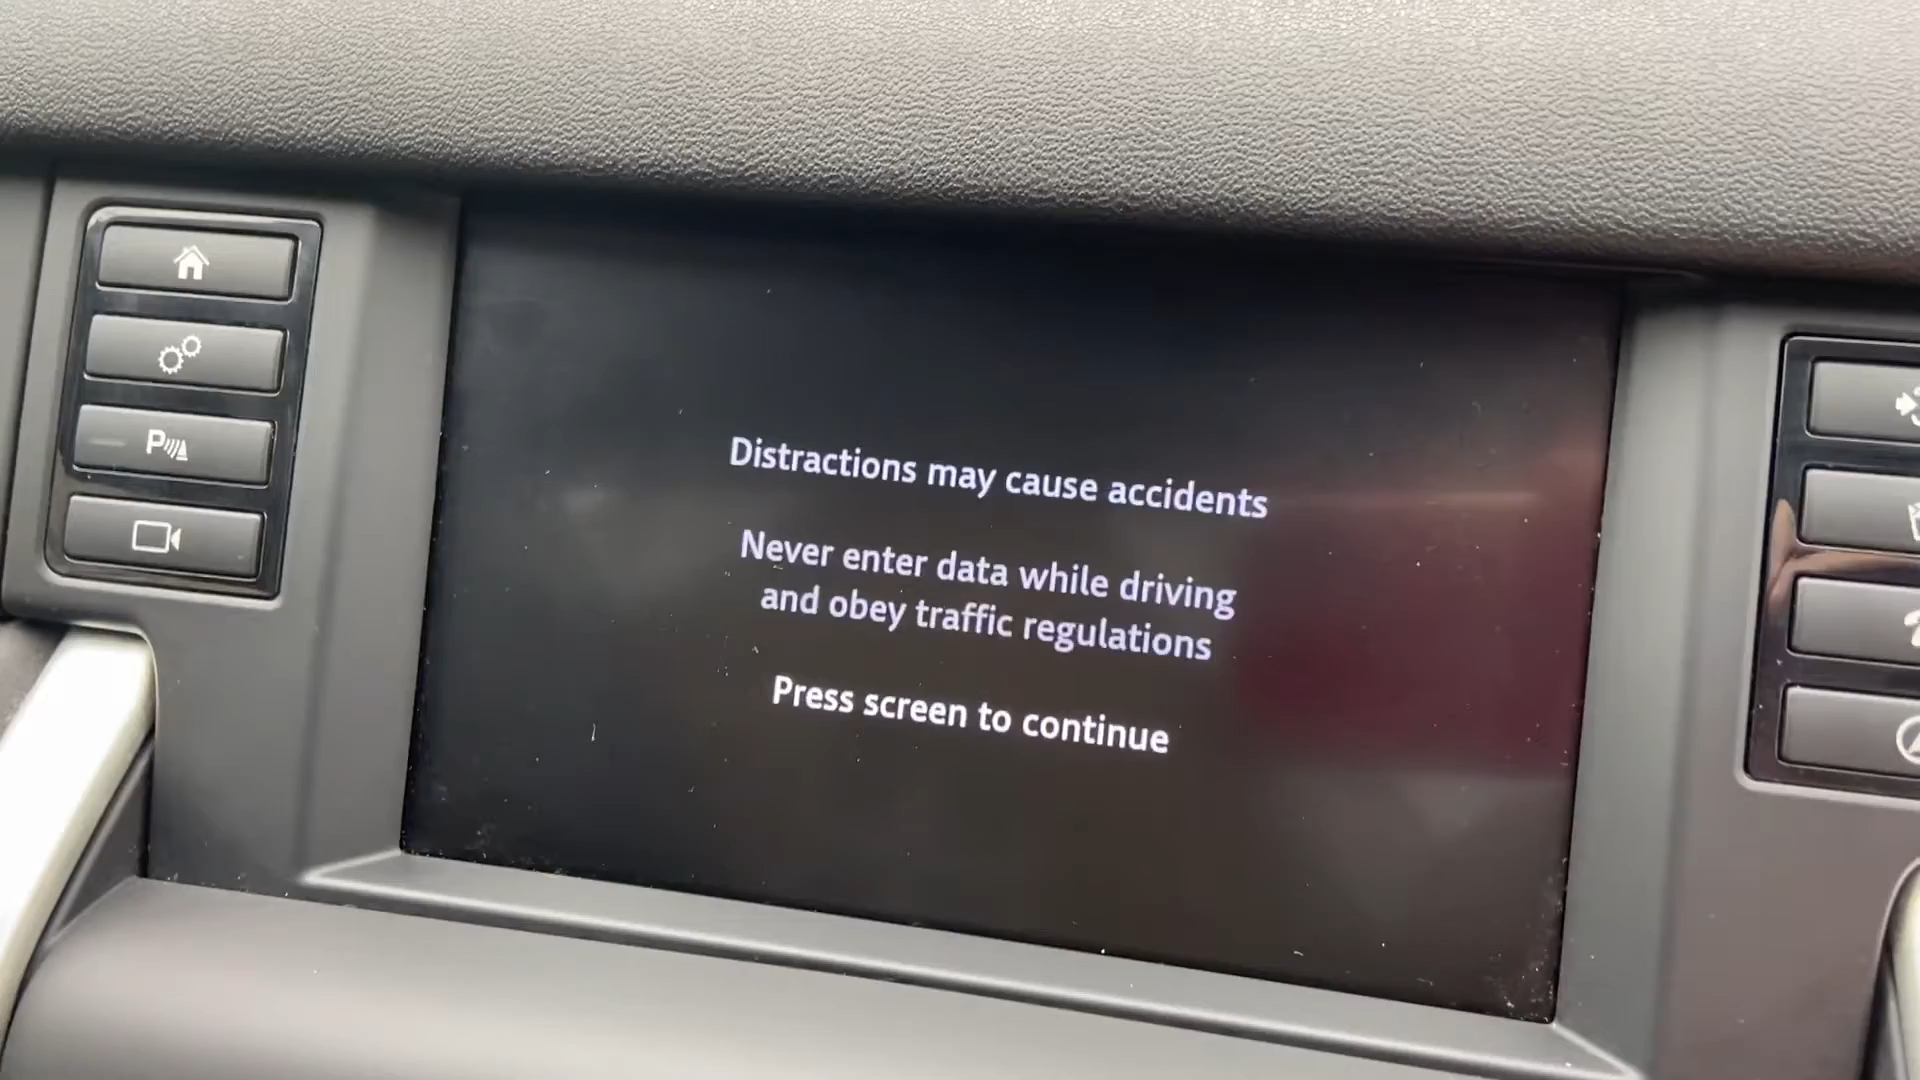 Distractions may cause accidents
Never enter data while driving
and obey traffic regulations
Press screen to continue
P